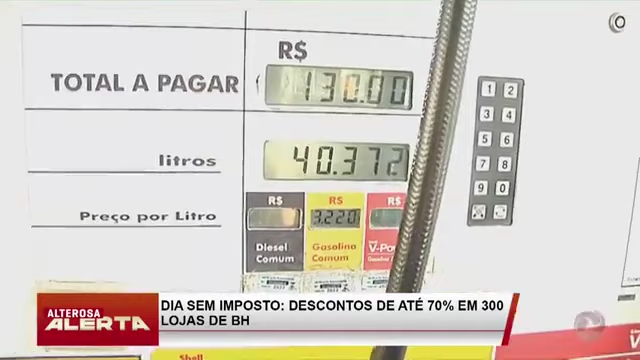 R$
TOTAL A PAGAR
130.00
litros
40.372
R$ R$ R$
Preço por Litro
3.220
Diesel Gasolina V-Pow
Comum Comum
1 2
3 4
5 6
7 8
9 0
ALTEROSA
ALERTA
DIA SEM IMPOSTO: DESCONTOS DE ATÉ 70% EM 300
LOJAS DE BH
Shell